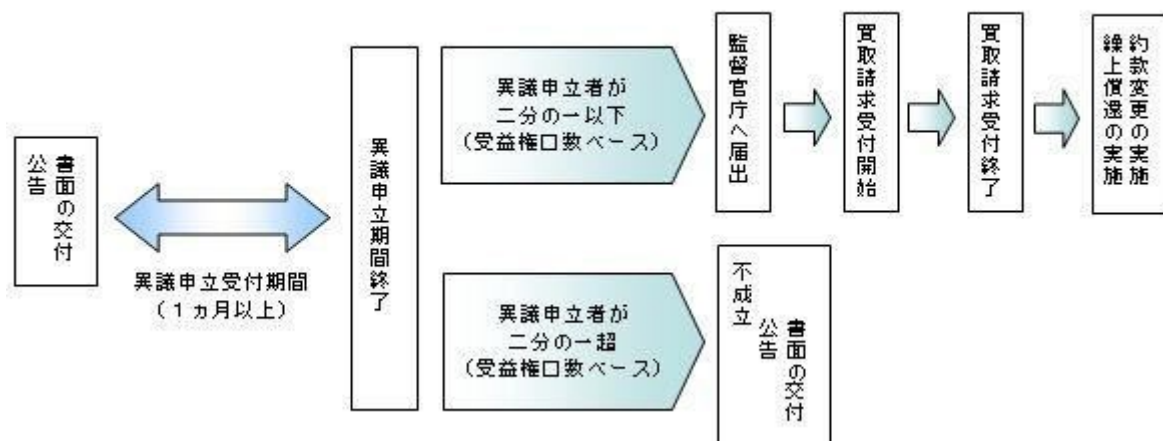 書面の交付
公告
異議申立受付期間
（１ヵ月以上）
異議申立期間終了
異議申立者が
二分の一以下
（受益権口数ベース）
監督官庁へ届出
買取請求受付開始
買取請求受付終了
約款変更の実施
繰上償還の実施
異議申立者が
二分の一超
（受益権口数ベース）
不成立
書面の交付
公告